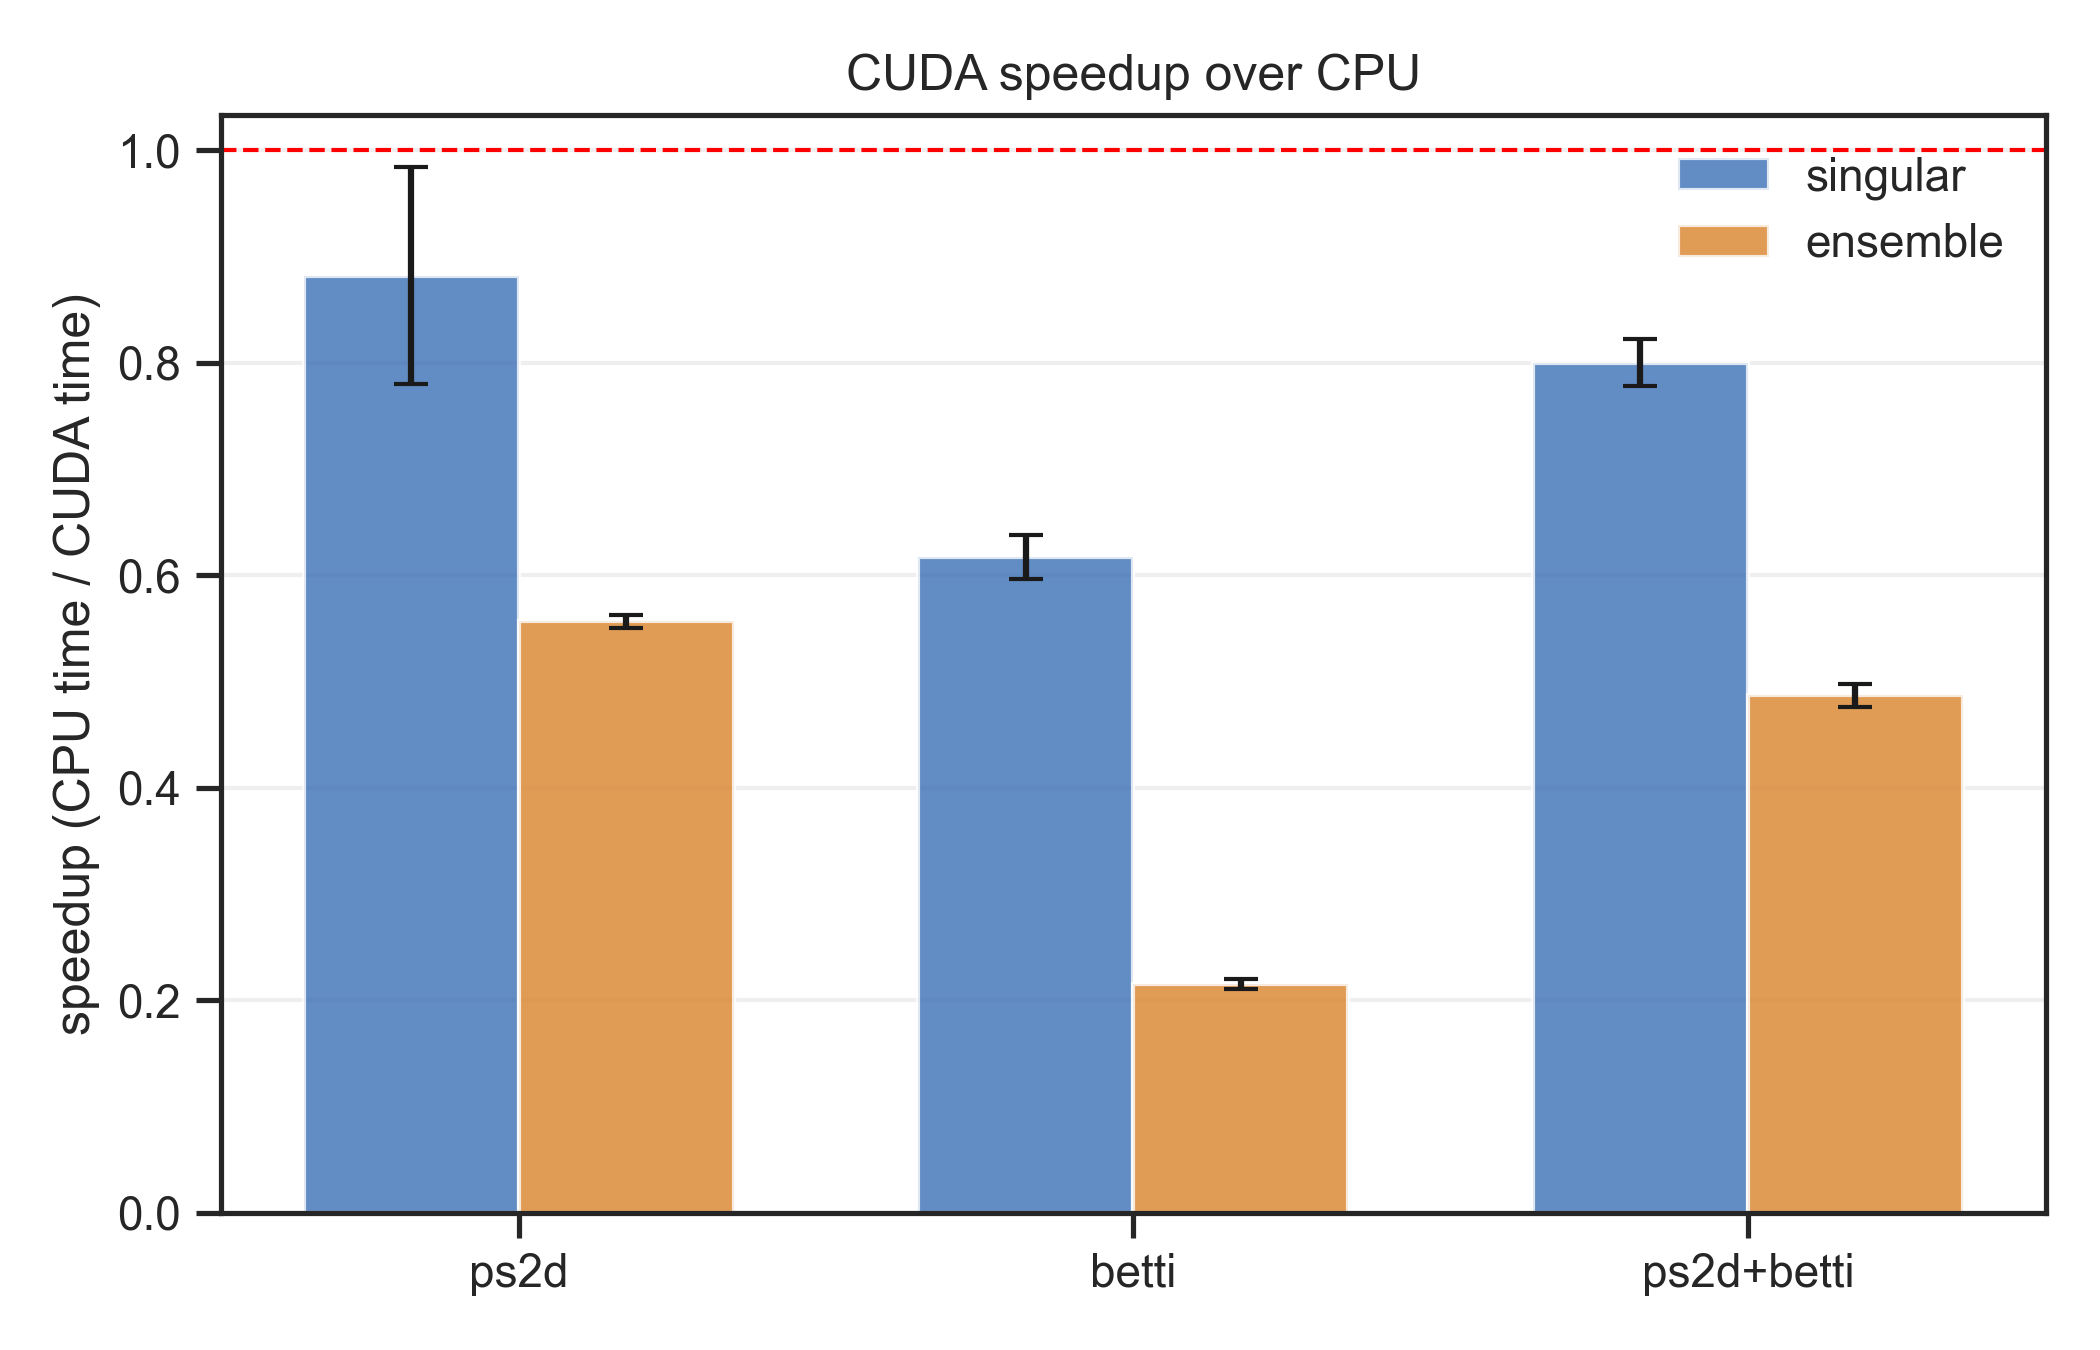 CUDA speedup over CPU
speedup (CPU time / CUDA time)
1.0
0.8
0.6
0.4
0.2
0.0
singular
ensemble
ps2d
betti
ps2d+betti